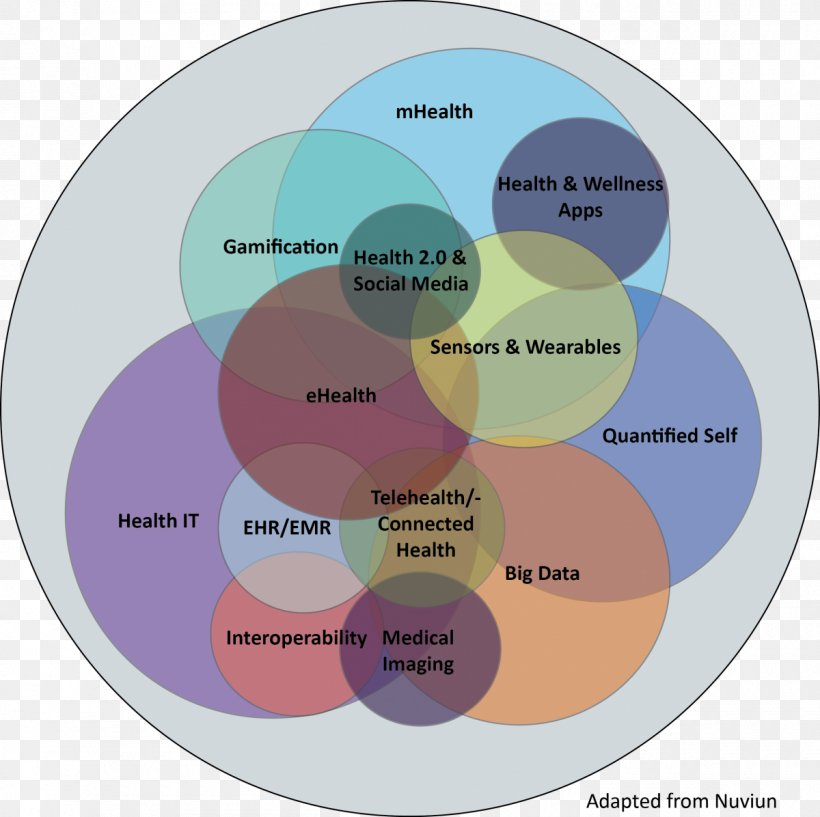 mHealth
Health & Wellness
Apps
Gamification
Health 2.0 &
Social Media
Sensors & Wearables
eHealth
Quantified Self
Telehealth/-
Connected
Health
Health IT
EHR/EMR
Big Data
Interoperability
Medical
Imaging
Adapted from Nuviun